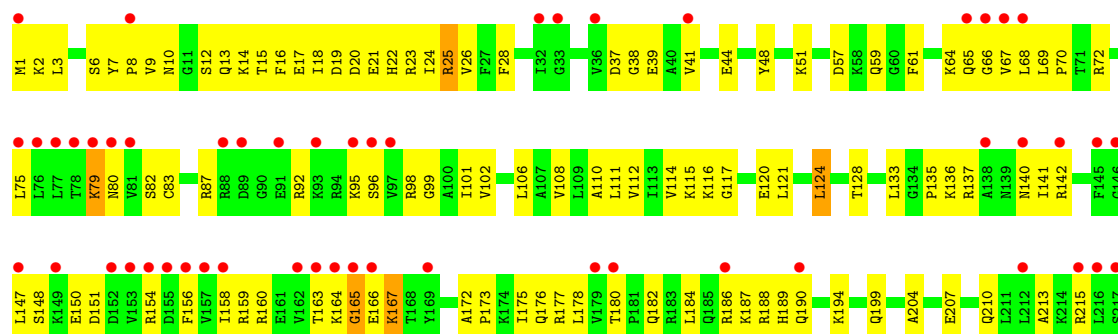 M1 K2 L3 S6 Y7 P8 V9 N10 G11 S12 Q13 K14 T15 F16 E17 I18 D19 D20 E21 H22 R23 I24 R25 V26 F27 F28 I32 G33 V36 D37 G38 E39 A40 V41 E44 Y48 K51 D57 K58 Q59 G60 F61 K64 Q65 G66 V67 L68 L69 P70 T71 R72
L75 L76 L77 T78 K79 N80 V81 S82 C83 R87 R88 D89 G90 E91 R92 K93 R94 K95 S96 V97 R98 G99 A100 I101 V102 L106 A107 V108 L109 A110 L111 V112 I113 V114 K115 K116 G117 E120 L121 L124 T128 L133 G134 P135 K136 R137 A138 N139 N140 I141 R142 F145
L147 S148 K149 E150 D151 D152 V153 R154 D155 F156 V157 I158 R159 R160 E161 V162 T163 K164 G165 E166 K167 T168 Y169 A172 P173 K174 I175 Q176 R177 L178 V179 T180 P181 Q182 R183 L184 Q185 R186 K187 R188 H189 Q190 K194 Q199 A204 E207 Q210 L211 L212 A213 K214 R215 L216